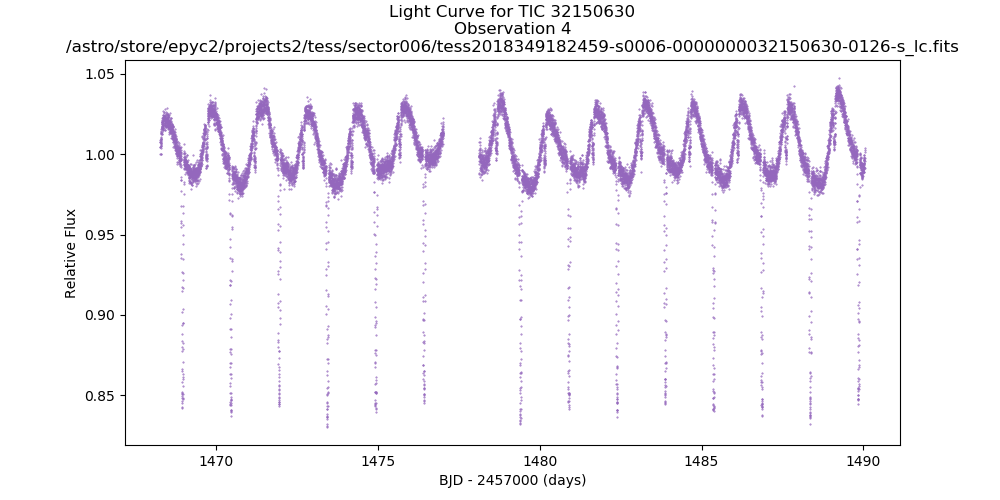 Light Curve for TIC 32150630
Observation 4
/astro/store/epyc2/projects2/tess/sector006/tess2018349182459-s0006-0000000032150630-0126-s_lc.fits
1.05
1.00
0.95
0.90
0.85
Relative Flux
1470
1475
1480
1485
1490
BJD - 2457000 (days)